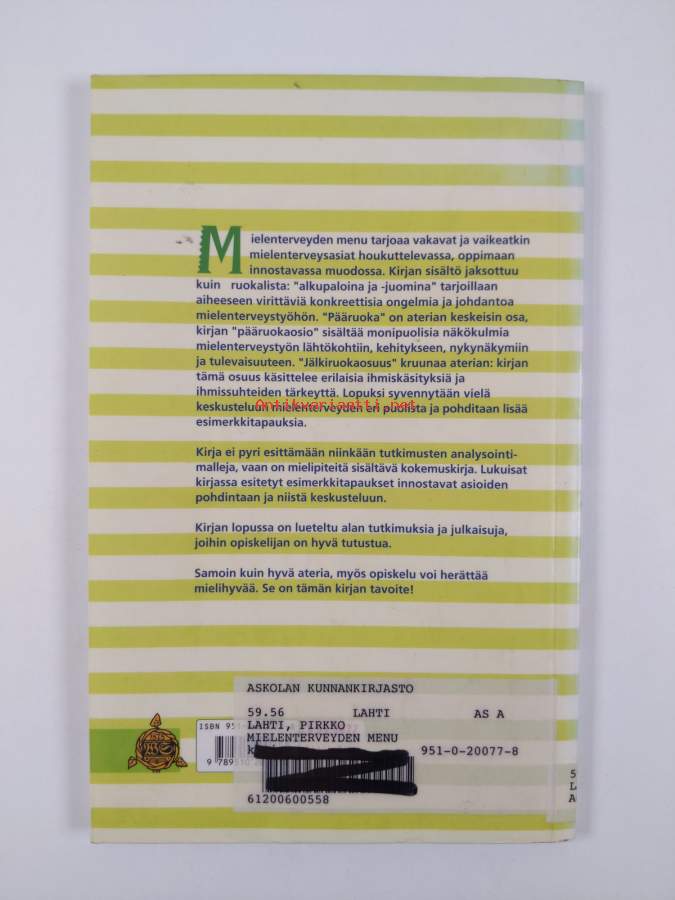 Mielenterveyden menu tarjoaa vakavat ja vaikeatkin
mielenterveysasiat houkuttelevassa, oppimaan
innostavassa muodossa. Kirjan sisältö jaksottuu
kuin ruokalista: "alkupaloina ja -juomina" tarjoillaan
aiheeseen virittäviä konkreettisia ongelmia ja johdantoa
mielenterveystyöhön. "Pääruoka" on aterian keskeisin osa,
kirjan "pääruokaosio" sisältää monipuolisia näkökulmia
mielenterveystyön lähtökohtiin, kehitykseen, nykynäkymiin
ja tulevaisuuteen. "Jälkiruokaosuus" kruunaa aterian: kirjan
tämä osuus käsittelee erilaisia ihmiskäsityksiä ja
ihmissuhteiden tärkeyttä. Lopuksi syvennytään vielä
Antikvariaatti.net
keskusteluun mielenterveyden eri puolista ja pohditaan lisää
esimerkkitapauksia.
Kirja ei pyri esittämään niinkään tutkimusten analysointi-
malleja, vaan on mielipiteitä sisältävä kokemuskirja. Lukuisat
kirjassa esitetyt esimerkkitapaukset innostavat asioiden
pohdintaan ja niistä keskusteluun.
Kirjan lopussa on lueteltu alan tutkimuksia ja julkaisuja,
joihin opiskelijan on hyvä tutustua.
Samoin kuin hyvä ateria, myös opiskelu voi herättää
mielihyvää. Se on tämän kirjan tavoite!
ASKOLAN KUNNANKIRJASTO
59.56 LAHTI AS A
LAHTI, PIRKKO
MIELENTERVEYDEN MENU
951-0-20077-8
61200600558
ISBN 951-
9 789510